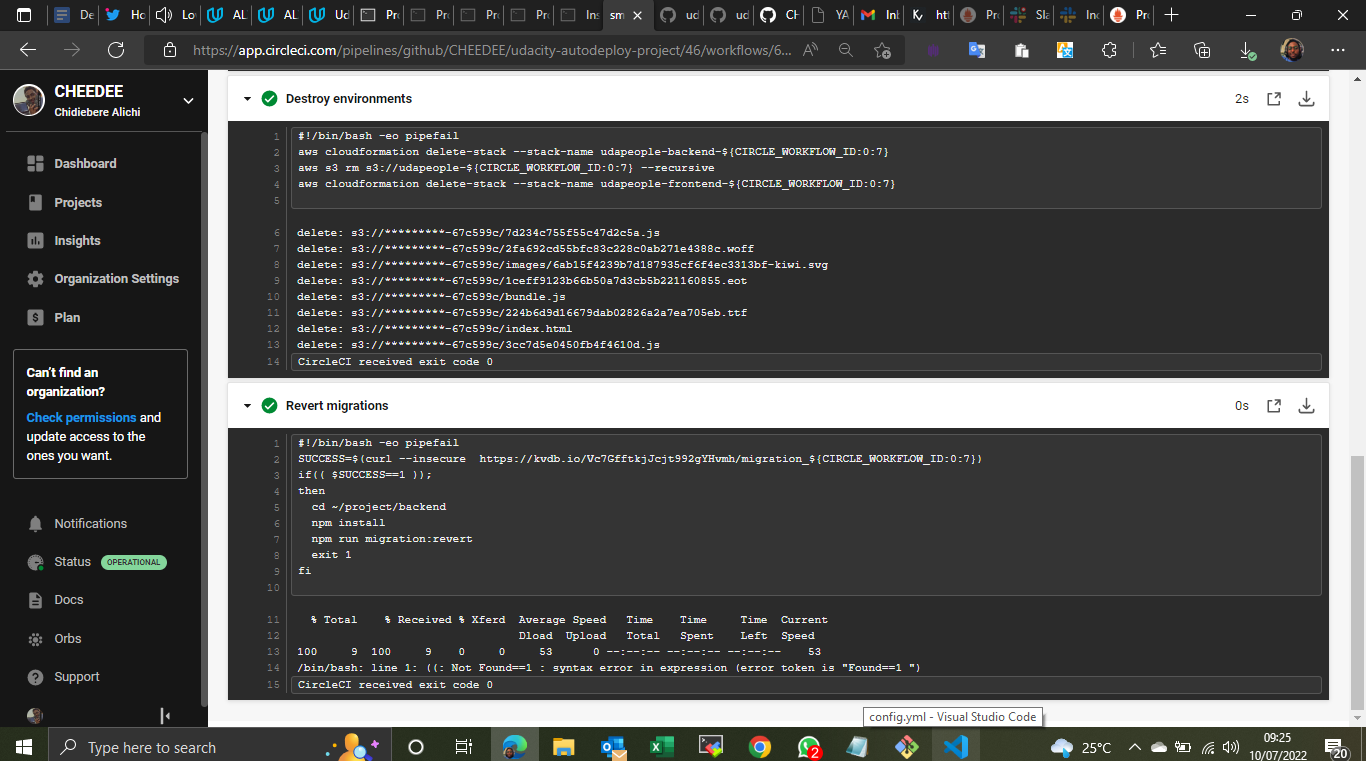 De
Ho
Lo
AL
AL
Ud
Pro
Pro
Pro
Pro
Ins
sm
ud
ud
CH
YA
Inl
htt
Pro
Sla
Inc
Pro
https://app.circleci.com/pipelines/github/CHEEDEE/udacity-autodeploy-project/46/workflows/6...
CHEEDEE
Chidiebere Alichi
Dashboard
Projects
Insights
Organization Settings
Plan
Can't find an
organization?
Check permissions and
update access to the
ones you want.
Notifications
Status OPERATIONAL
Docs
Orbs
Support
Destroy environments 2s
1 #!/bin/bash -eo pipefail
2 aws cloudformation delete-stack --stack-name udapeople-backend-${CIRCLE_WORKFLOW_ID:0:7}
3 aws s3 rm s3://udapeople-${CIRCLE_WORKFLOW_ID:0:7} --recursive
4 aws cloudformation delete-stack --stack-name udapeople-frontend-${CIRCLE_WORKFLOW_ID:0:7}
5
6 delete: s3://*********-67c599c/7d234c755f55c47d2c5a.js
7 delete: s3://*********-67c599c/2fa692cd55bfc83c228c0ab271e4388c.woff
8 delete: s3://*********-67c599c/images/6ab15f4239b7d187935cf6f4ec3313bf-kiwi.svg
9 delete: s3://*********-67c599c/1ceff9123b66b50a7d3cb5b221160855.eot
10 delete: s3://*********-67c599c/bundle.js
11 delete: s3://*********-67c599c/224b6d9d16679dab02826a2a7ea705eb.ttf
12 delete: s3://*********-67c599c/index.html
13 delete: s3://*********-67c599c/3cc7d5e0450fb4f4610d.js
14 CircleCI received exit code 0
Revert migrations 0s
1 #!/bin/bash -eo pipefail
2 SUCCESS=$(curl --insecure  https://kvdb.io/Vc7GfftkjJcjt992gYHvmh/migration_${CIRCLE_WORKFLOW_ID:0:7})
3 if(( $SUCCESS==1 ));
4 then
5 cd ~/project/backend
6 npm install
7 npm run migration:revert
8 exit 1
9 fi
10
11 % Total % Received % Xferd Average Speed Time Time Time Current
12 Dload Upload Total Spent Left Speed
13 100 9 100 9 0 0 53 0 --:--:-- --:--:-- --:--:-- 53
14 /bin/bash: line 1: ((: Not Found==1 : syntax error in expression (error token is "Found==1 ")
15 CircleCI received exit code 0
config.yml - Visual Studio Code
Type here to search
2
25°C
09:25
10/07/2022
20